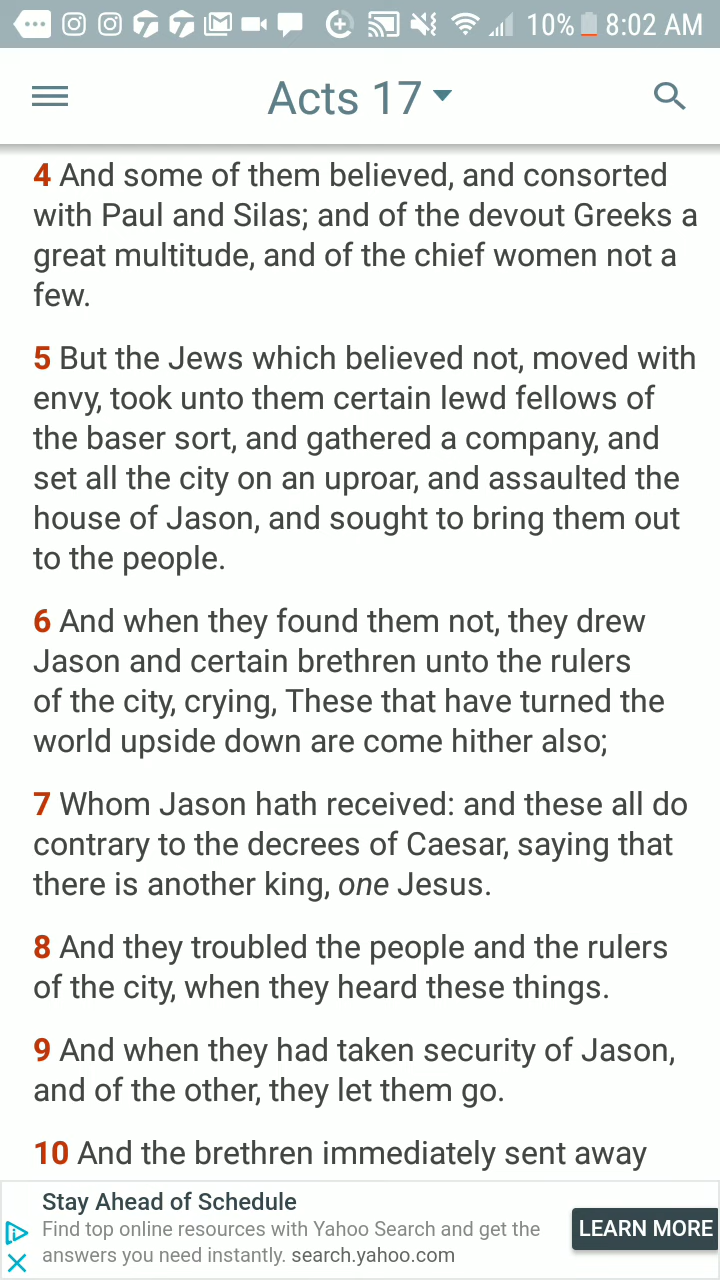 10% 8:02 AM
Acts 17
4 And some of them believed, and consorted
with Paul and Silas; and of the devout Greeks a
great multitude, and of the chief women not a
few.
5 But the Jews which believed not, moved with
envy, took unto them certain lewd fellows of
the baser sort, and gathered a company, and
set all the city on an uproar, and assaulted the
house of Jason, and sought to bring them out
to the people.
6 And when they found them not, they drew
Jason and certain brethren unto the rulers
of the city, crying, These that have turned the
world upside down are come hither also;
7 Whom Jason hath received: and these all do
contrary to the decrees of Caesar, saying that
there is another king, one Jesus.
8 And they troubled the people and the rulers
of the city, when they heard these things.
9 And when they had taken security of Jason,
and of the other, they let them go.
10 And the brethren immediately sent away
Stay Ahead of Schedule
Find top online resources with Yahoo Search and get the
answers you need instantly. search.yahoo.com
LEARN MORE